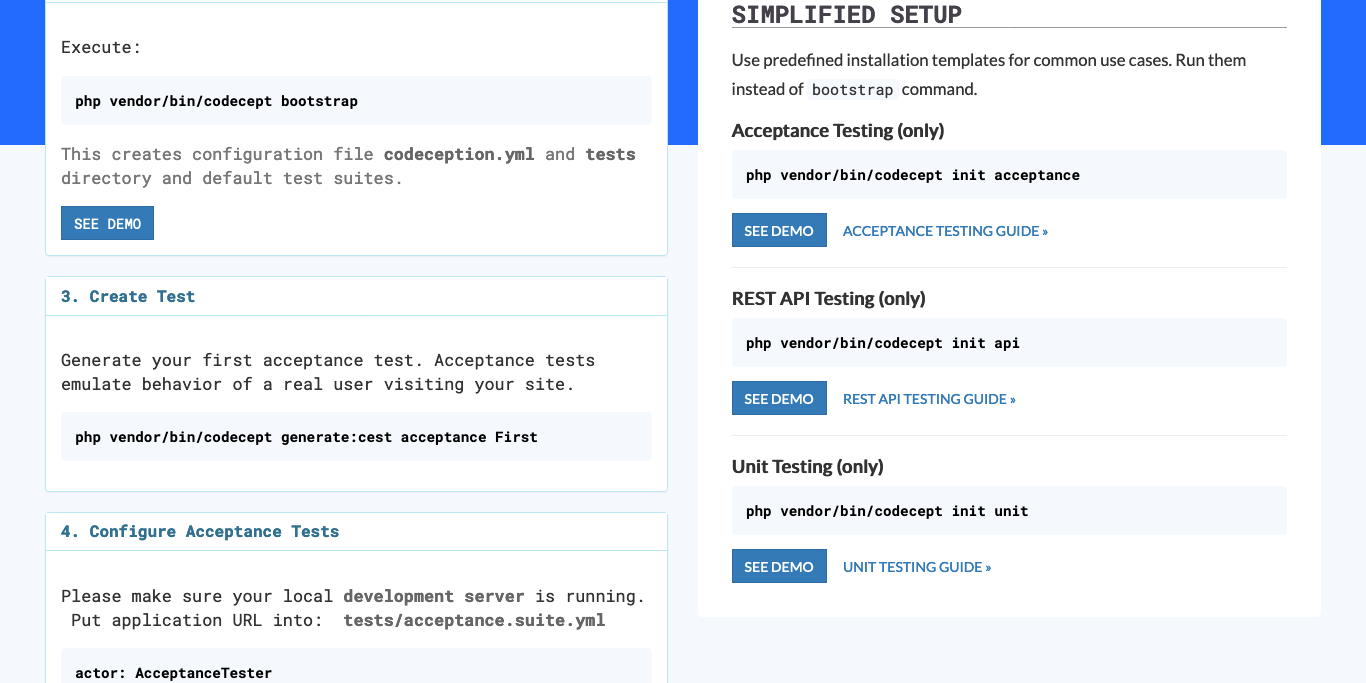 Execute:
php vendor/bin/codecept bootstrap
This creates configuration file codeception.yml and tests
directory and default test suites.
SEE DEMO
3. Create Test
Generate your first acceptance test. Acceptance tests
emulate behavior of a real user visiting your site.
php vendor/bin/codecept generate:cest acceptance First
4. Configure Acceptance Tests
Please make sure your local development server is running.
Put application URL into: tests/acceptance.suite.yml
actor: AcceptanceTester
SIMPLIFIED SETUP
Use predefined installation templates for common use cases. Run them
instead of bootstrap command.
Acceptance Testing (only)
php vendor/bin/codecept init acceptance
SEE DEMO ACCEPTANCE TESTING GUIDE »
REST API Testing (only)
php vendor/bin/codecept init api
SEE DEMO REST API TESTING GUIDE »
Unit Testing (only)
php vendor/bin/codecept init unit
SEE DEMO UNIT TESTING GUIDE »